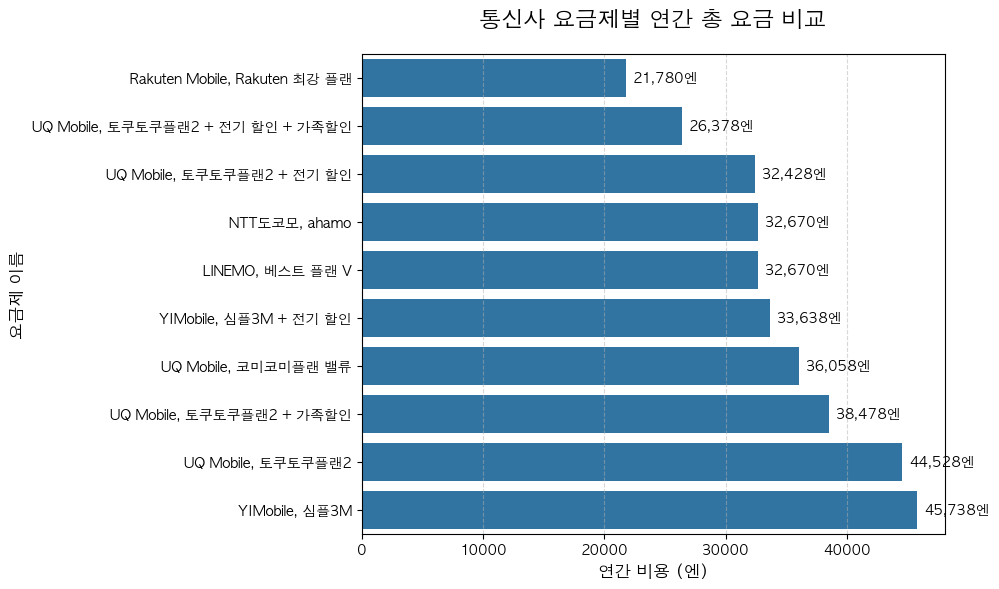 통신사 요금제별 연간 총 요금 비교
Rakuten Mobile, Rakuten 최강 플랜
21,780엔
UQ Mobile, 토쿠토쿠플랜2 + 전기 할인 + 가족할인
26,378엔
UQ Mobile, 토쿠토쿠플랜2 + 전기 할인
32,428엔
NTT도코모, ahamo
32,670엔
LINEMO, 베스트 플랜 V
32,670엔
YIMobile, 심플3M + 전기 할인
33,638엔
UQ Mobile, 코미코미플랜 밸류
36,058엔
UQ Mobile, 토쿠토쿠플랜2 + 가족할인
38,478엔
UQ Mobile, 토쿠토쿠플랜2
44,528엔
YIMobile, 심플3M
45,738엔
요금제 이름
0 10000 20000 30000 40000
연간 비용 (엔)